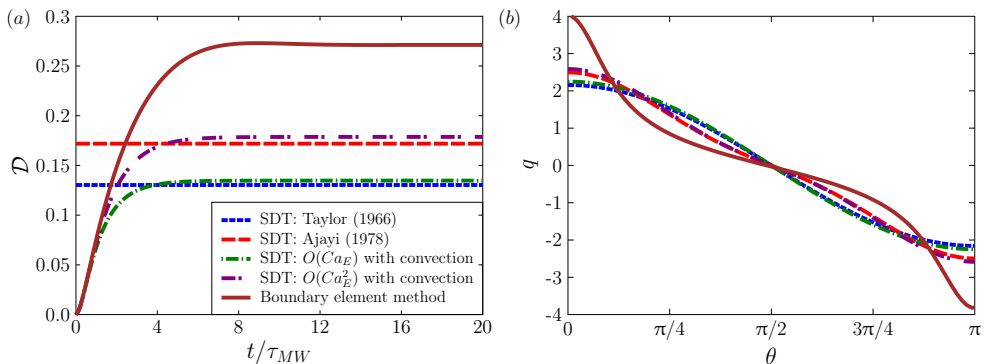 (a)
0.3
0.25
0.2
0.15
0.1
0.05
0
𝒟
0 4 8 12 16 20
t/τ_{MW}
SDT: Taylor (1966)
SDT: Ajayi (1978)
SDT: O(Ca_E) with convection
SDT: O(Ca_E^2) with convection
Boundary element method
(b)
4
3
2
1
0
-1
-2
-3
-4
q
0 π/4 π/2 3π/4 π
θ